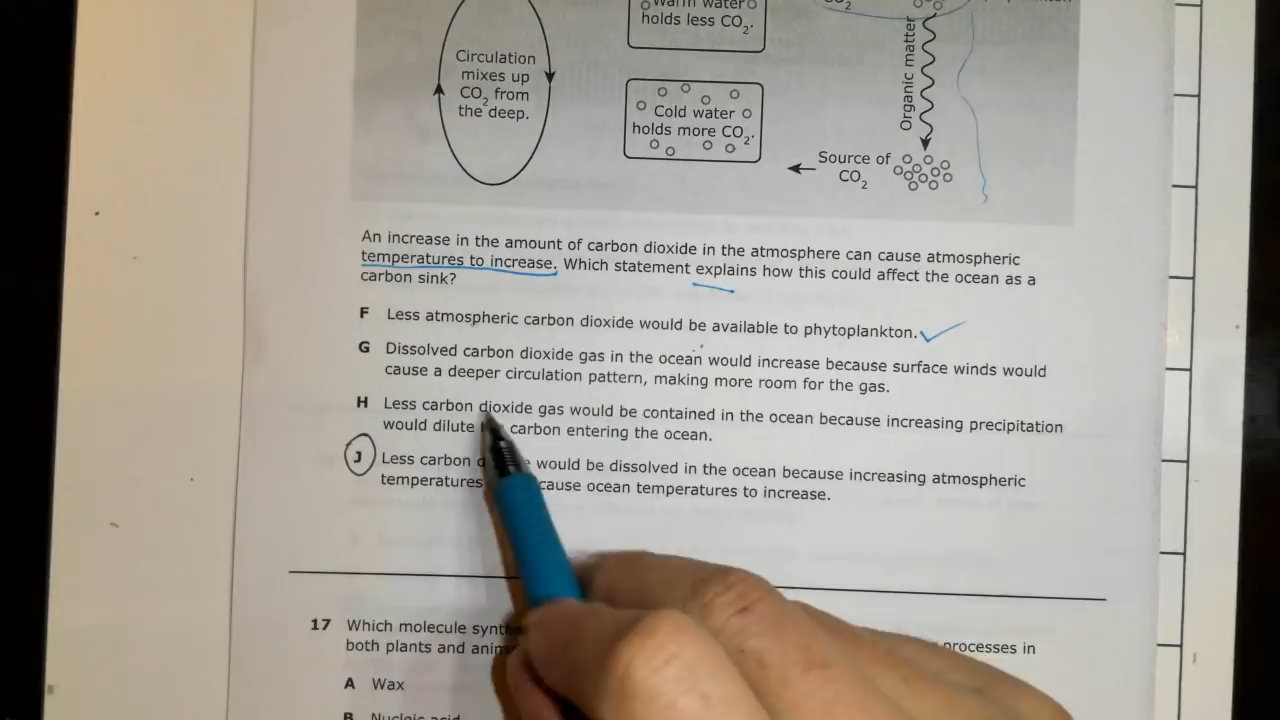 Warm water
holds less CO2.
Circulation
mixes up
CO2 from
the deep.
Cold water
holds more CO2.
Organic matter
Source of
CO2
An increase in the amount of carbon dioxide in the atmosphere can cause atmospheric
temperatures to increase. Which statement explains how this could affect the ocean as a
carbon sink?
F Less atmospheric carbon dioxide would be available to phytoplankton.
G Dissolved carbon dioxide gas in the ocean would increase because surface winds would
cause a deeper circulation pattern, making more room for the gas.
H Less carbon dioxide gas would be contained in the ocean because increasing precipitation
would dilute carbon entering the ocean.
J Less carbon would be dissolved in the ocean because increasing atmospheric
temperatures cause ocean temperatures to increase.
17 Which molecule processes in
both plants and
A Wax
B Nucleic acid